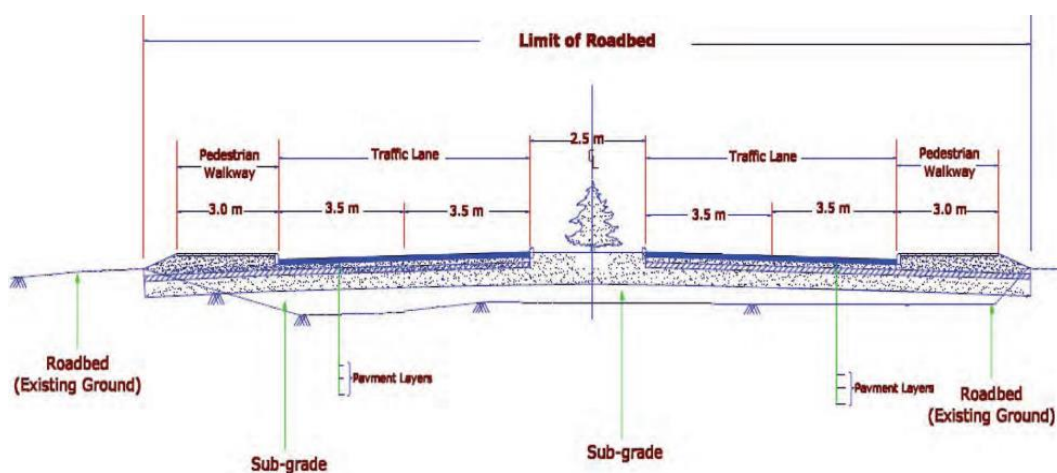 Limit of Roadbed
2.5 m
Pedestrian
Walkway
Traffic Lane
Traffic Lane
Pedestrian
Walkway
3.0 m
3.5 m
3.5 m
3.5 m
3.5 m
3.0 m
Roadbed
(Existing Ground)
Pavment Layers
Pavment Layers
Roadbed
(Existing Ground)
Sub-grade
Sub-grade